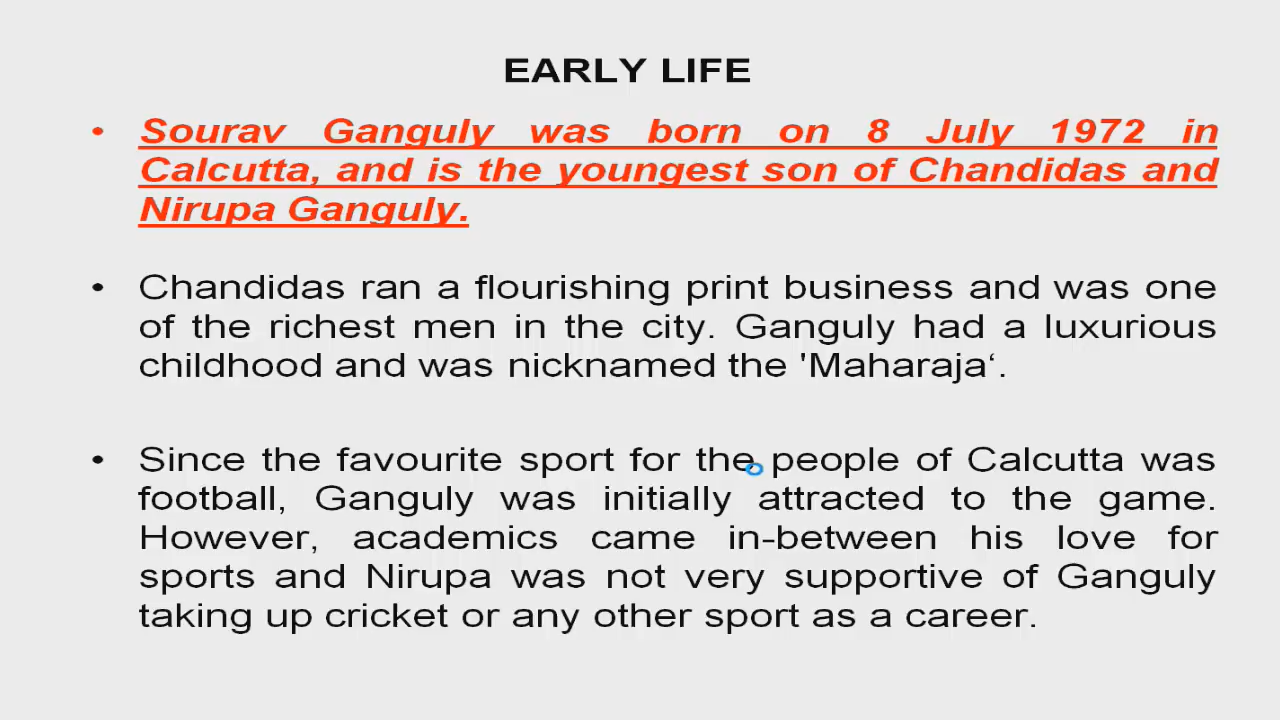 EARLY LIFE
• Sourav Ganguly was born on 8 July 1972 in
Calcutta, and is the youngest son of Chandidas and
Nirupa Ganguly.
• Chandidas ran a flourishing print business and was one
of the richest men in the city. Ganguly had a luxurious
childhood and was nicknamed the 'Maharaja‘.
• Since the favourite sport for the people of Calcutta was
football, Ganguly was initially attracted to the game.
However, academics came in-between his love for
sports and Nirupa was not very supportive of Ganguly
taking up cricket or any other sport as a career.